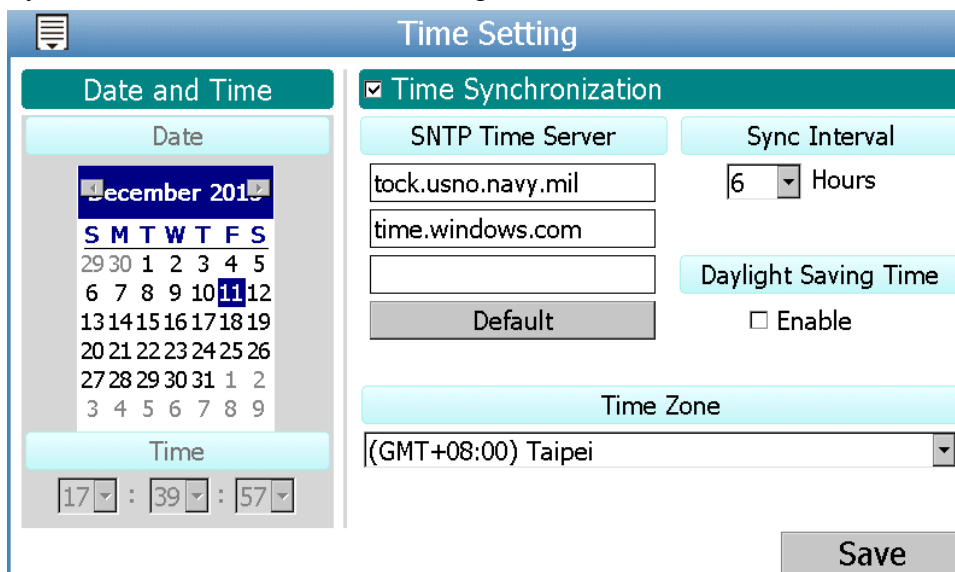 Time Setting
Date and Time
Date
S M T W T F S
29 30 1 2 3 4 5
6 7 8 9 10 11 12
13 14 15 16 17 18 19
20 21 22 23 24 25 26
27 28 29 30 31 1 2
3 4 5 6 7 8 9
Time
17 : 39 : 57
Time Synchronization
SNTP Time Server
tock.usno.navy.mil
time.windows.com
Default
Sync Interval
6 Hours
Daylight Saving Time
Enable
Time Zone
(GMT+08:00) Taipei
Save